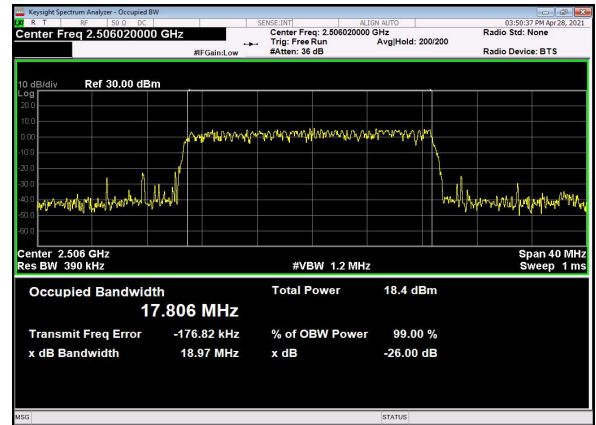 Keysight Spectrum Analyzer - Occupied BW
R T RF 50 Ω DC SENSE:INT ALIGN AUTO 03:50:37 PM Apr 28, 2021
Center Freq 2.506020000 GHz
Center Freq: 2.506020000 GHz
Radio Std: None
Trig: Free Run Avg|Hold: 200/200
#IFGain:Low #Atten: 36 dB Radio Device: BTS
10 dB/div Ref 30.00 dBm
Log
20.0
10.0
0.00
-10.0
-20.0
-30.0
-40.0
-50.0
-60.0
Center 2.506 GHz Span 40 MHz
Res BW 390 kHz #VBW 1.2 MHz Sweep 1 ms
Occupied Bandwidth Total Power 18.4 dBm
17.806 MHz
Transmit Freq Error -176.82 kHz % of OBW Power 99.00 %
x dB Bandwidth 18.97 MHz x dB -26.00 dB
MSG STATUS